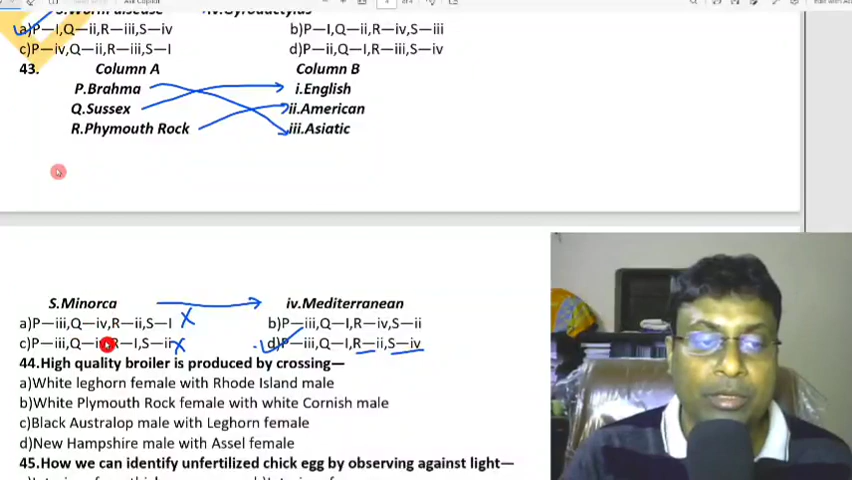 a)P—I,Q—ii,R—iii,S—iv b)P—I,Q—ii,R—iv,S—iii
c)P—iv,Q—ii,R—iii,S—I d)P—ii,Q—I,R—iii,S—iv
43. Column A Column B
P.Brahma i.English
Q.Sussex ii.American
R.Phymouth Rock iii.Asiatic
S.Minorca iv.Mediterranean
a)P—iii,Q—iv,R—ii,S—I b)P—iii,Q—I,R—iv,S—ii
c)P—iii,Q—iv,R—I,S—ii d)P—iii,Q—I,R—ii,S—iv
44.High quality broiler is produced by crossing—
a)White leghorn female with Rhode Island male
b)White Plymouth Rock female with white Cornish male
c)Black Australop male with Leghorn female
d)New Hampshire male with Assel female
45.How we can identify unfertilized chick egg by observing against light—